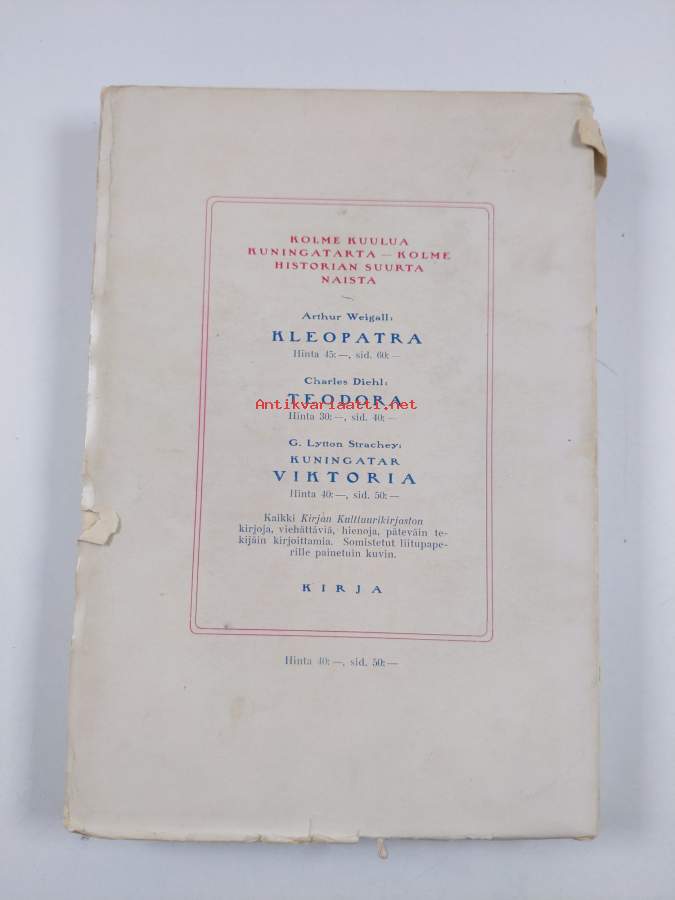 KOLME KUULUA
KUNINGATARTA — KOLME
HISTORIAN SUURTA
NAISTA
Arthur Weigall:
KLEOPATRA
Hinta 45: —, sid. 60: —
Charles Diehl:
TEODORA
Antikvariaatti.net
Hinta 30: —, sid. 40: —
G. Lytton Strachey:
KUNINGATAR
VIKTORIA
Hinta 40: —, sid. 50: —
Kaikki Kirjan Kulttuurikirjaston
kirjoja, viehättäviä, hienoja, päteväin te-
kijäin kirjoittamia. Somistetut liitupape-
rille painetuin kuvin.
KIRJA
Hinta 40: —, sid. 50: —